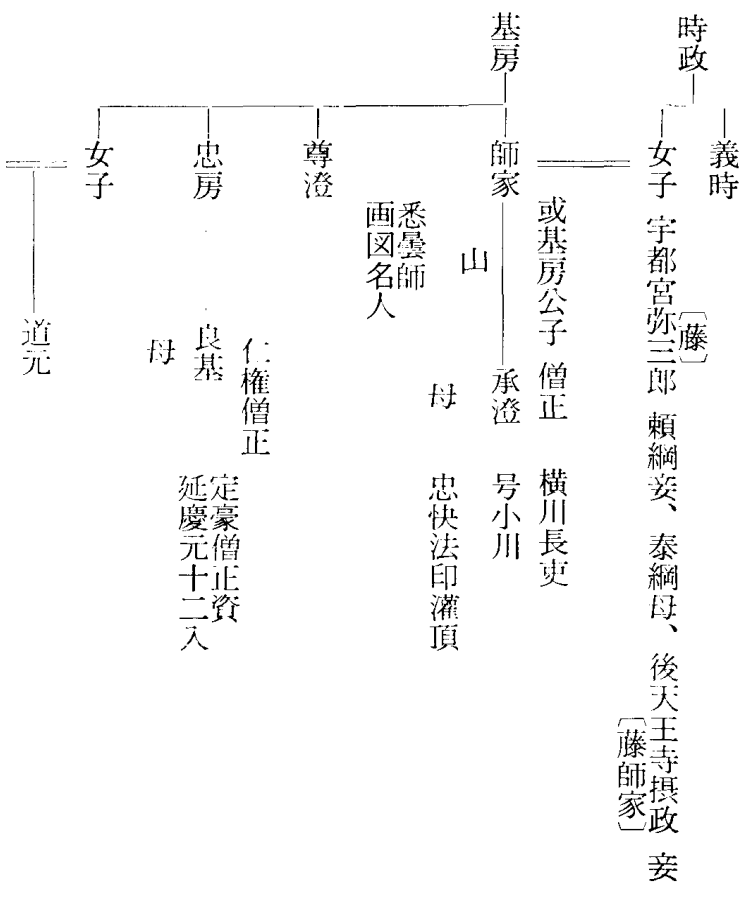 時政
義時
女子 宇都宮弥三郎 頼綱妾、泰綱母、後天王寺摂政 妾
〔藤〕
〔藤師家〕
基房
師家
或基房公子 僧正 横川長吏
承澄 号小川
山
母 忠快法印灌頂
尊澄
悉曇師
画図名人
忠房
仁権僧正 定豪僧正資
良基 延慶元十二入
母
女子
道元